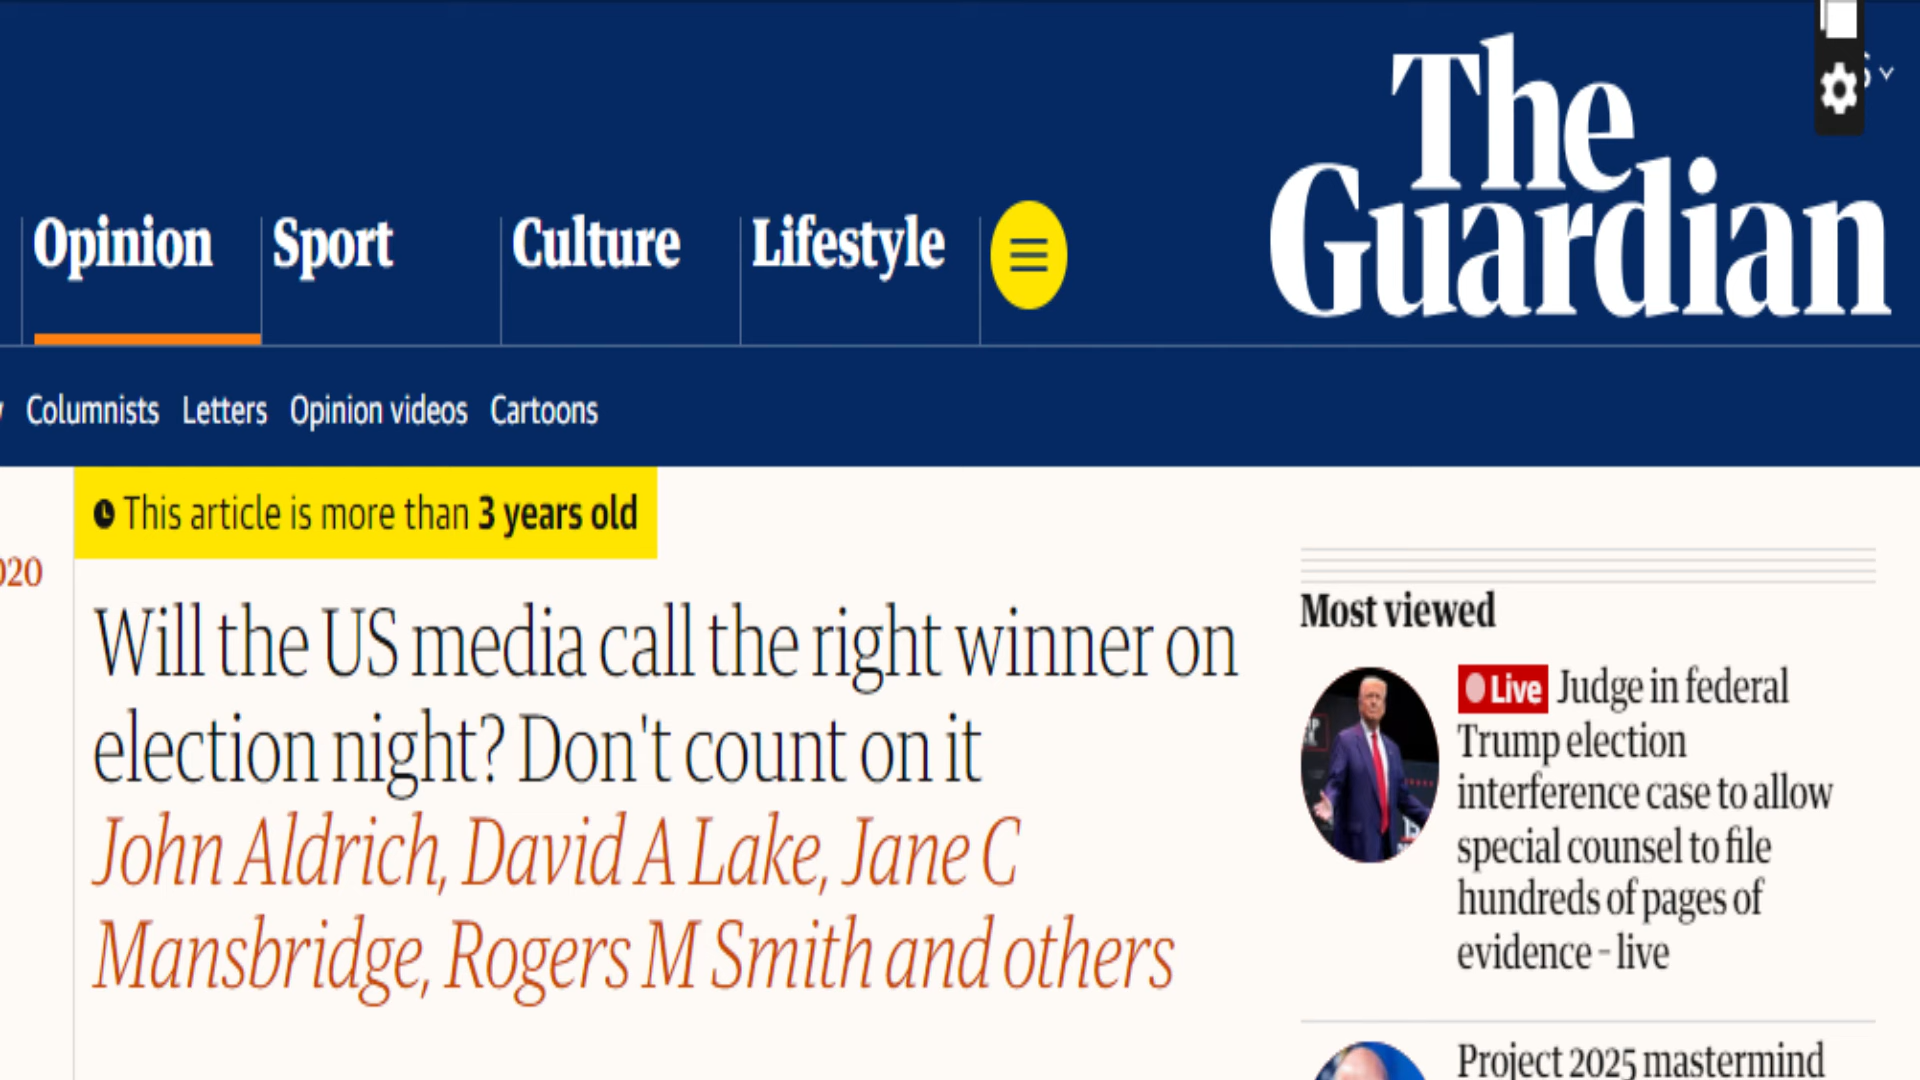 The
Guardian
Opinion
Sport
Culture
Lifestyle
Columnists Letters Opinion videos Cartoons
This article is more than 3 years old
020
Will the US media call the right winner on
election night? Don't count on it
John Aldrich, David A Lake, Jane C
Mansbridge, Rogers M Smith and others
Most viewed
Live Judge in federal
Trump election
interference case to allow
special counsel to file
hundreds of pages of
evidence - live
Project 2025 mastermind